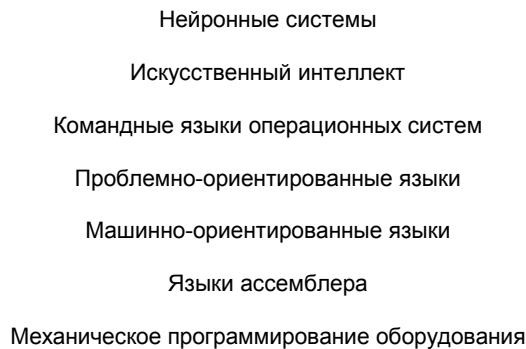 Нейронные системы
Искусственный интеллект
Командные языки операционных систем
Проблемно-ориентированные языки
Машинно-ориентированные языки
Языки ассемблера
Механическое программирование оборудования